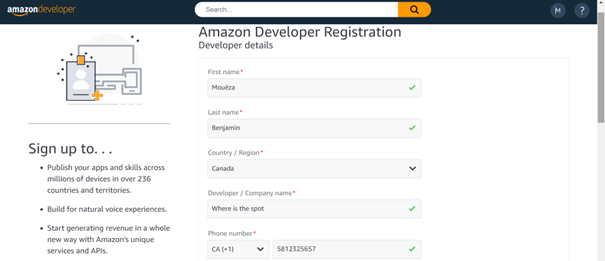 amazondeveloper
Search...
M
?
Amazon Developer Registration
Developer details
First name*
Mouëza
Last name*
Benjamin
Country / Region*
Canada
Developer / Company name*
Where is the spot
Phone number*
CA (+1)
5812325657
Sign up to. . .
• Publish your apps and skills across
millions of devices in over 236
countries and territories.
• Build for natural voice experiences.
• Start generating revenue in a whole
new way with Amazon's unique
services and APIs.